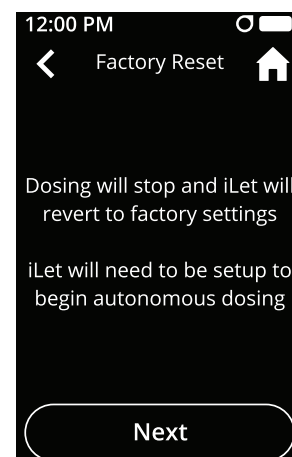 12:00 PM
Factory Reset
Dosing will stop and iLet will
revert to factory settings
iLet will need to be setup to
begin autonomous dosing
Next